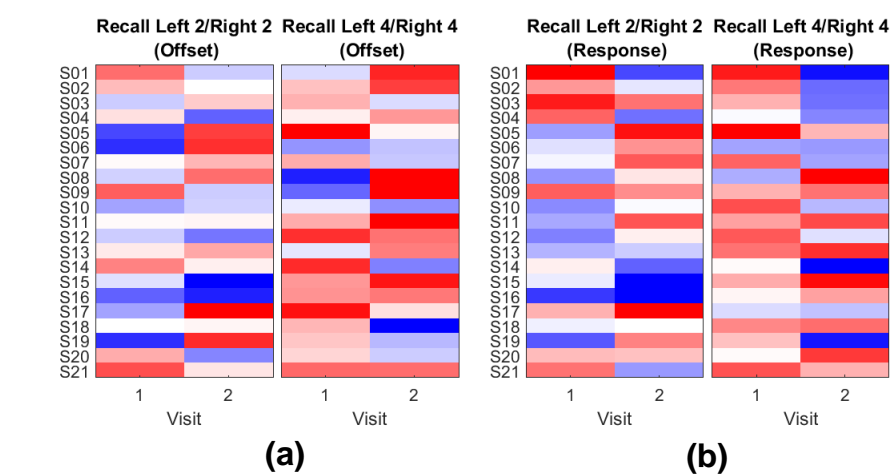 Recall Left 2/Right 2 Recall Left 4/Right 4
(Offset) (Offset)
S01
S02
S03
S04
S05
S06
S07
S08
S09
S10
S11
S12
S13
S14
S15
S16
S17
S18
S19
S20
S21
1 2 1 2
Visit Visit
(a)
Recall Left 2/Right 2 Recall Left 4/Right 4
(Response) (Response)
S01
S02
S03
S04
S05
S06
S07
S08
S09
S10
S11
S12
S13
S14
S15
S16
S17
S18
S19
S20
S21
1 2 1 2
Visit Visit
(b)